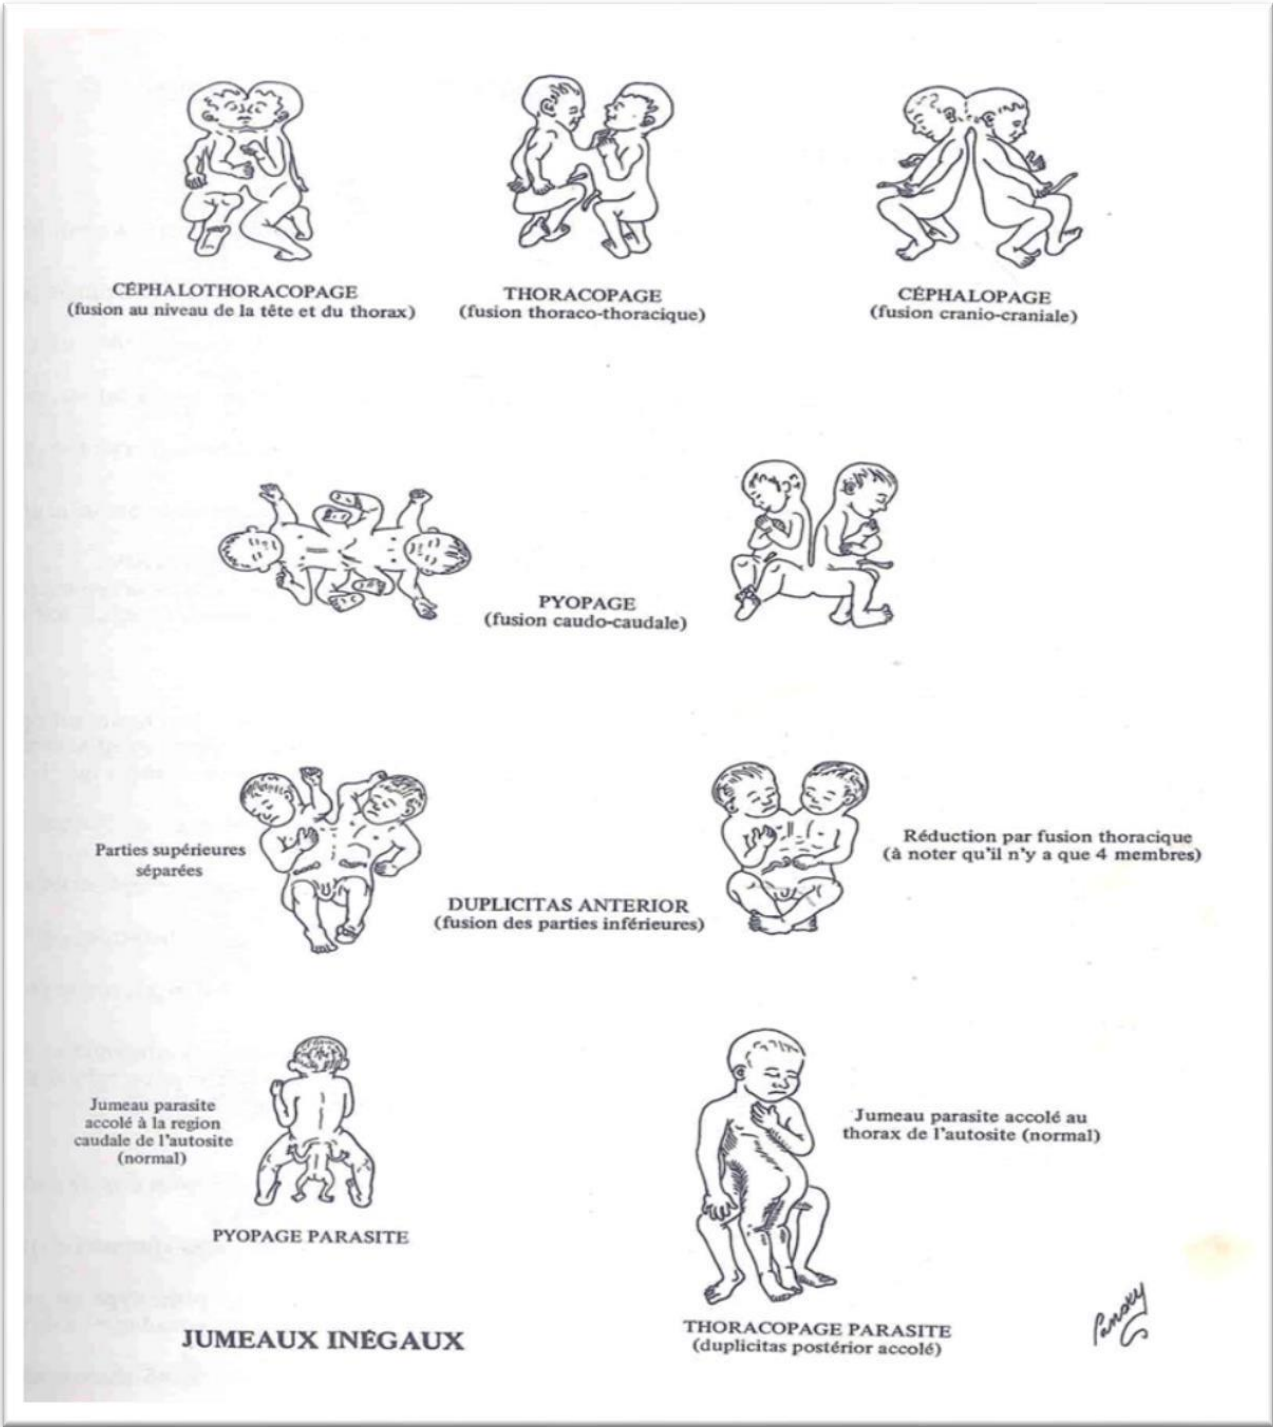 CÉPHALOTHORACOPAGE
(fusion au niveau de la tête et du thorax)
THORACOPAGE
(fusion thoraco-thoracique)
CÉPHALOPAGE
(fusion cranio-craniale)
PYOPAGE
(fusion caudo-caudale)
Parties supérieures
séparées
DUPLICITAS ANTERIOR
(fusion des parties inférieures)
Réduction par fusion thoracique
(à noter qu'il n'y a que 4 membres)
Jumeau parasite
accolé à la region
caudale de l'autosite
(normal)
PYOPAGE PARASITE
Jumeau parasite accolé au
thorax de l'autosite (normal)
THORACOPAGE PARASITE
(duplicitas postérior accolé)
JUMEAUX INÉGAUX
Pansky